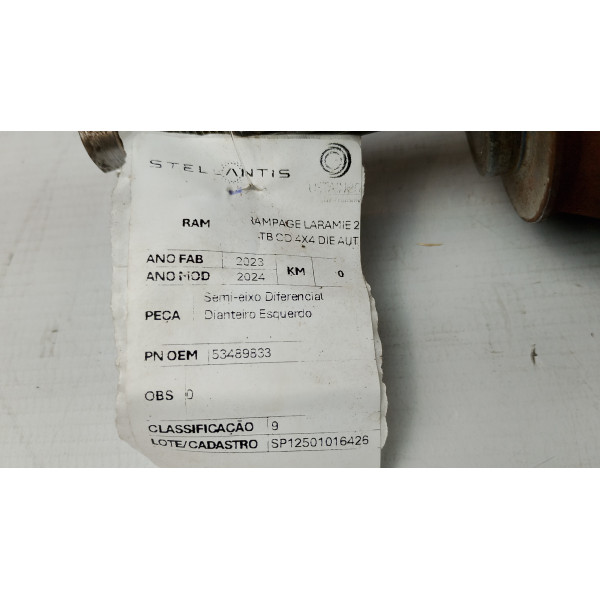 STELLANTIS
RAM RAMPAGE LARAMIE 2
TB CD 4X4 DIE AUT
ANO FAB 2023
ANO MOD 2024 KM 0
PEÇA Semi-eixo Diferencial
Dianteiro Esquerdo
PN OEM 53489833
OBS 0
CLASSIFICAÇÃO 9
LOTE/CADASTRO SP12501016426